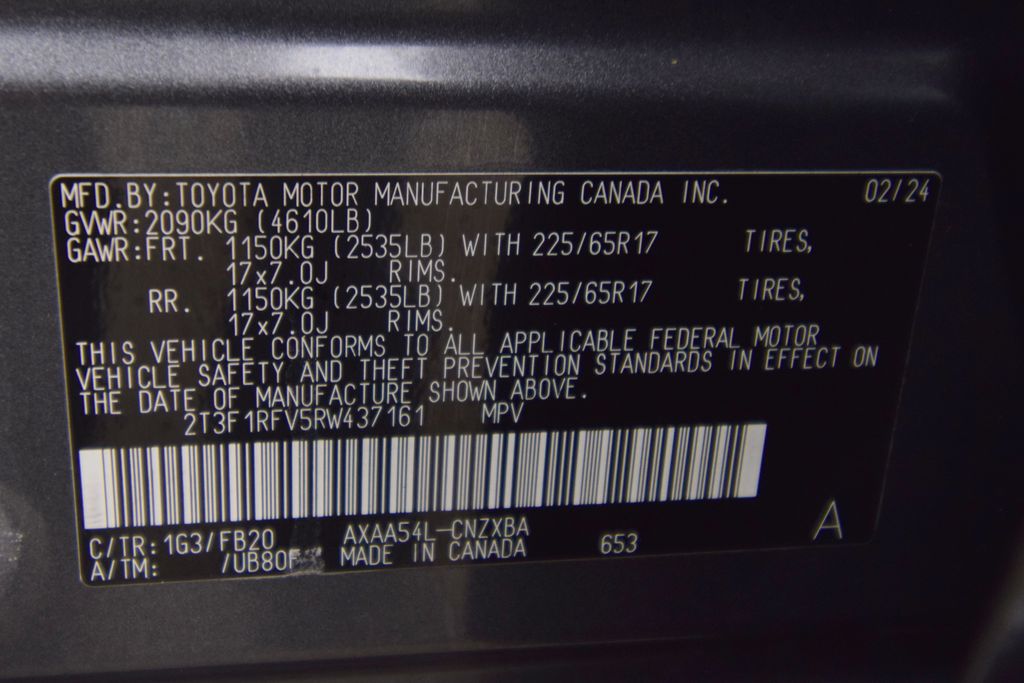 MFD.BY:TOYOTA MOTOR MANUFACTURING CANADA INC. 02/24
GVWR:2090KG (4610LB)
GAWR:FRT. 1150KG (2535LB) WITH 225/65R17 TIRES,
17x7.0J RIMS.
RR. 1150KG (2535LB) WITH 225/65R17 TIRES,
17x7.0J RIMS.
THIS VEHICLE CONFORMS TO ALL APPLICABLE FEDERAL MOTOR
VEHICLE SAFETY AND THEFT PREVENTION STANDARDS IN EFFECT ON
THE DATE OF MANUFACTURE SHOWN ABOVE.
2T3F1RFV5RW437161 MPV
C/TR:1G3/FB20 AXAA54L-CNZXBA 653 A
A/TM: /UB80F MADE IN CANADA